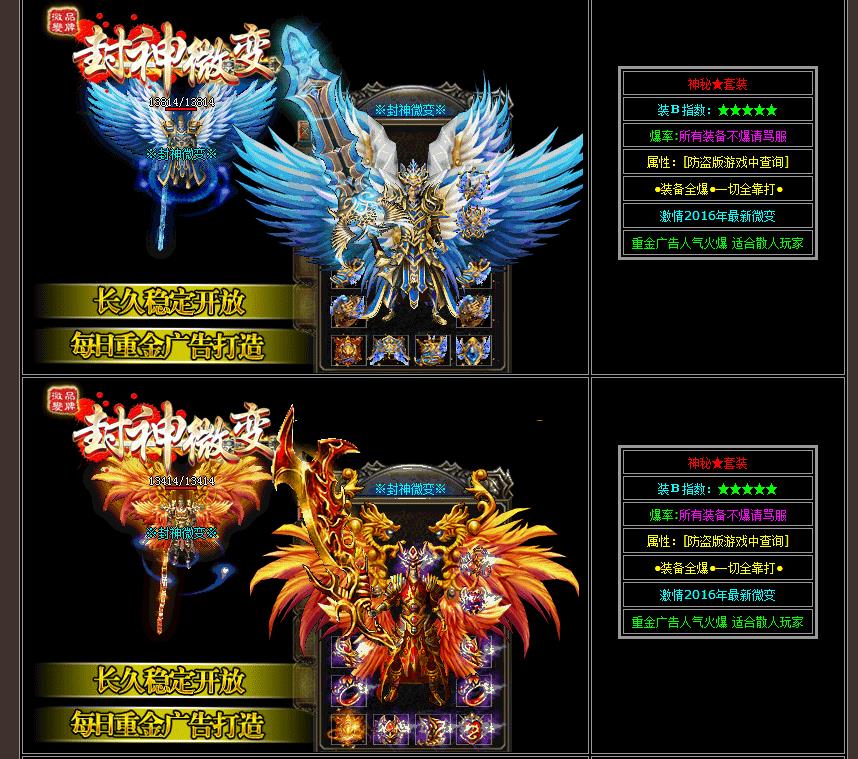 品牌
微变
封神微变
13814/13814
※封神微变※
※封神微变※
长久稳定开放
每日重金广告打造
神秘★套装
装B指数：★★★★★
爆率:所有装备不爆请骂服
属性：[防盗版游戏中查询]
●装备全爆●一切全靠打●
激情2016年最新微变
重金广告人气火爆 适合散人玩家
品牌
微变
封神微变
13414/13414
※封神微变※
※封神微变※
长久稳定开放
每日重金广告打造
神秘★套装
装B指数：★★★★★
爆率:所有装备不爆请骂服
属性：[防盗版游戏中查询]
●装备全爆●一切全靠打●
激情2016年最新微变
重金广告人气火爆 适合散人玩家